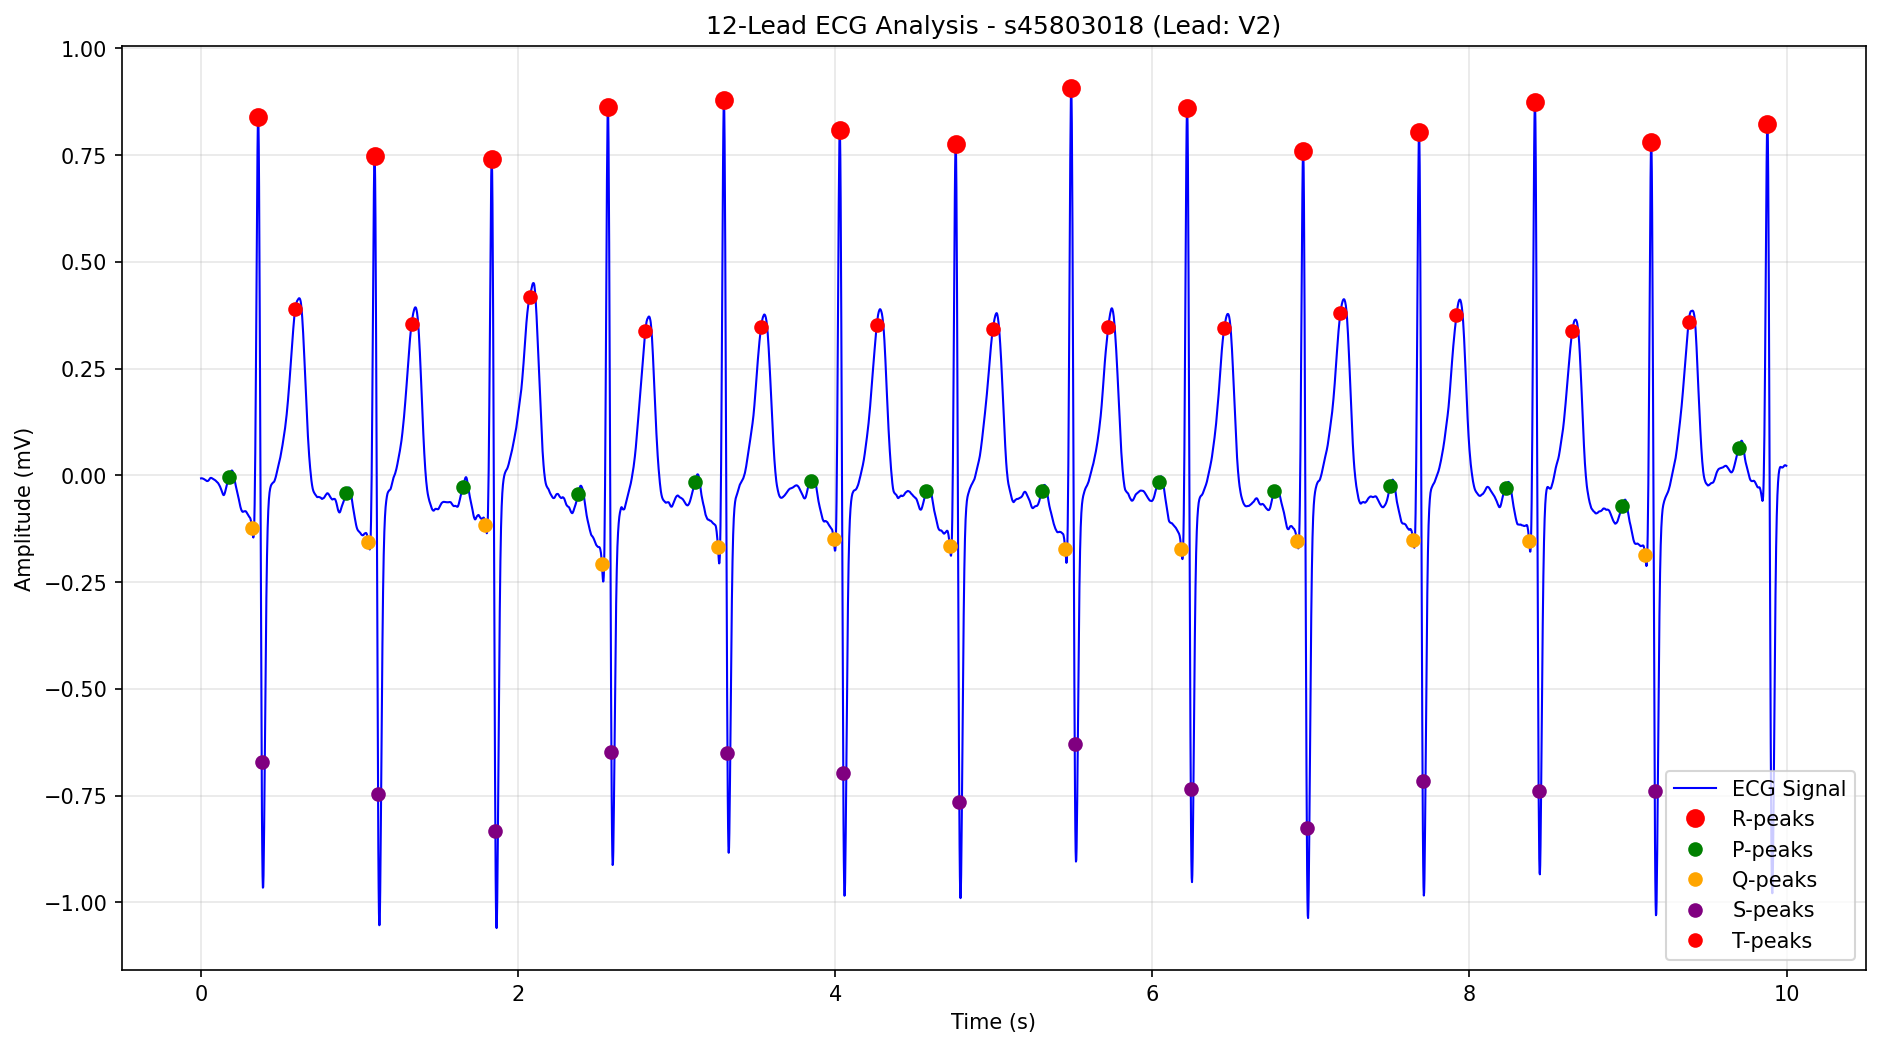 12-Lead ECG Analysis - s45803018 (Lead: V2)
1.00
0.75
0.50
0.25
0.00
−0.25
−0.50
−0.75
−1.00
Amplitude (mV)
0 2 4 6 8 10
Time (s)
ECG Signal
R-peaks
P-peaks
Q-peaks
S-peaks
T-peaks